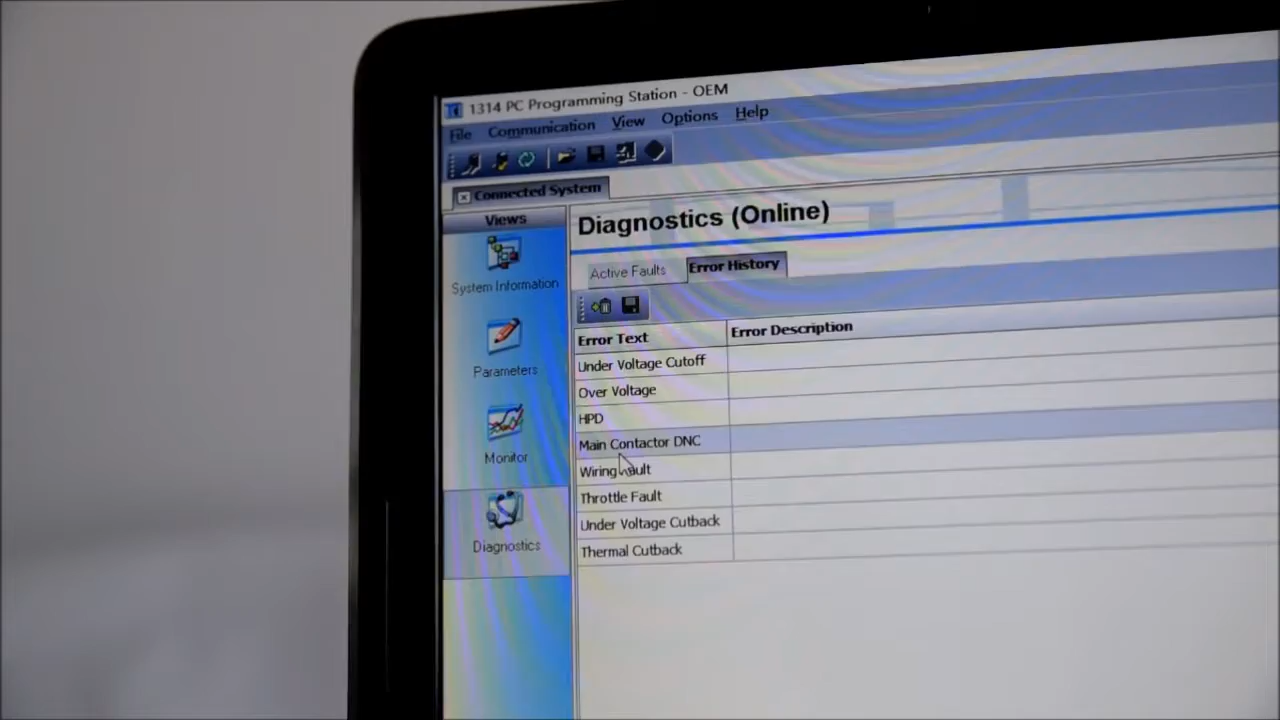 1314 PC Programming Station - OEM
File Communication View Options Help
Connected System
Views
Diagnostics (Online)
System Information
Active Faults Error History
Parameters
Error Text Error Description
Under Voltage Cutoff
Over Voltage
HPD
Monitor
Main Contactor DNC
Wiring Fault
Throttle Fault
Diagnostics
Under Voltage Cutback
Thermal Cutback